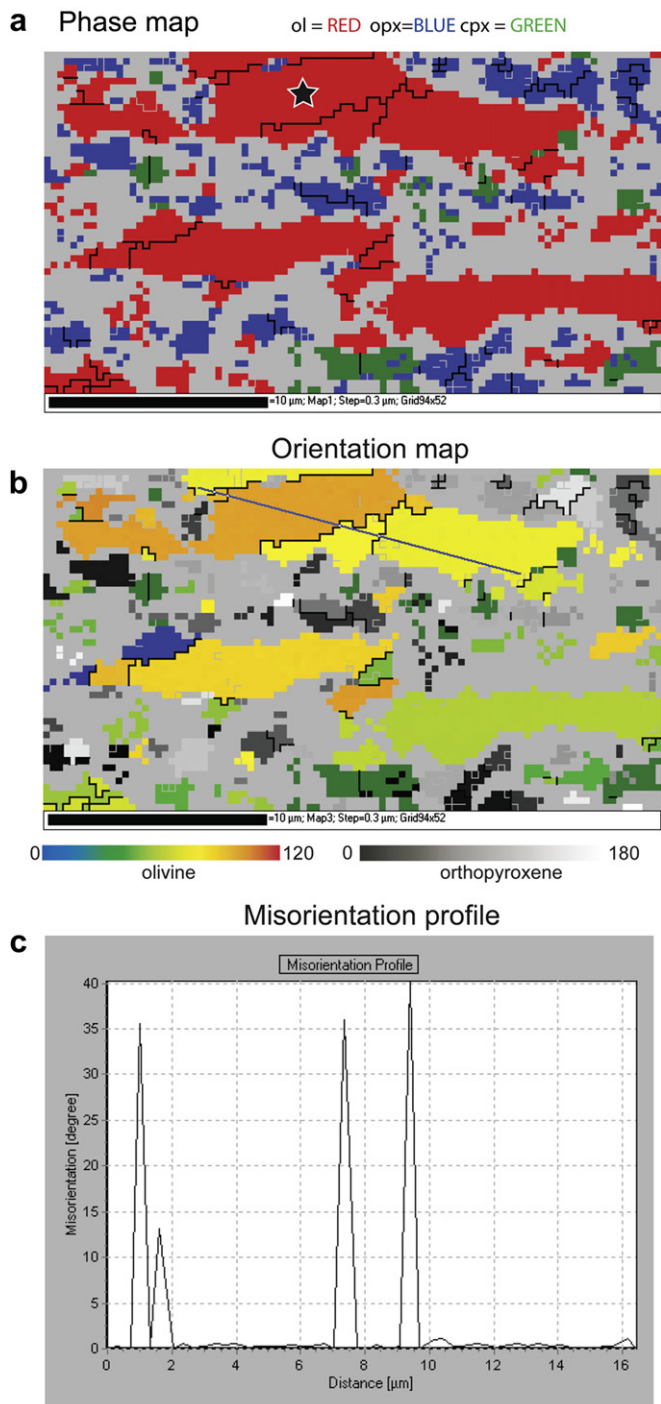 a Phase map ol = RED opx=BLUE cpx = GREEN
=10 µm; Map1; Step=0.3 µm; Grid94x52
Orientation map
b
=10 µm; Map3; Step=0.3 µm; Grid94x52
0 120 0 180
olivine orthopyroxene
Misorientation profile
c
Misorientation Profile
40
35
30
25
20
15
10
5
0
Misorientation [degree]
0 2 4 6 8 10 12 14 16
Distance [µm]